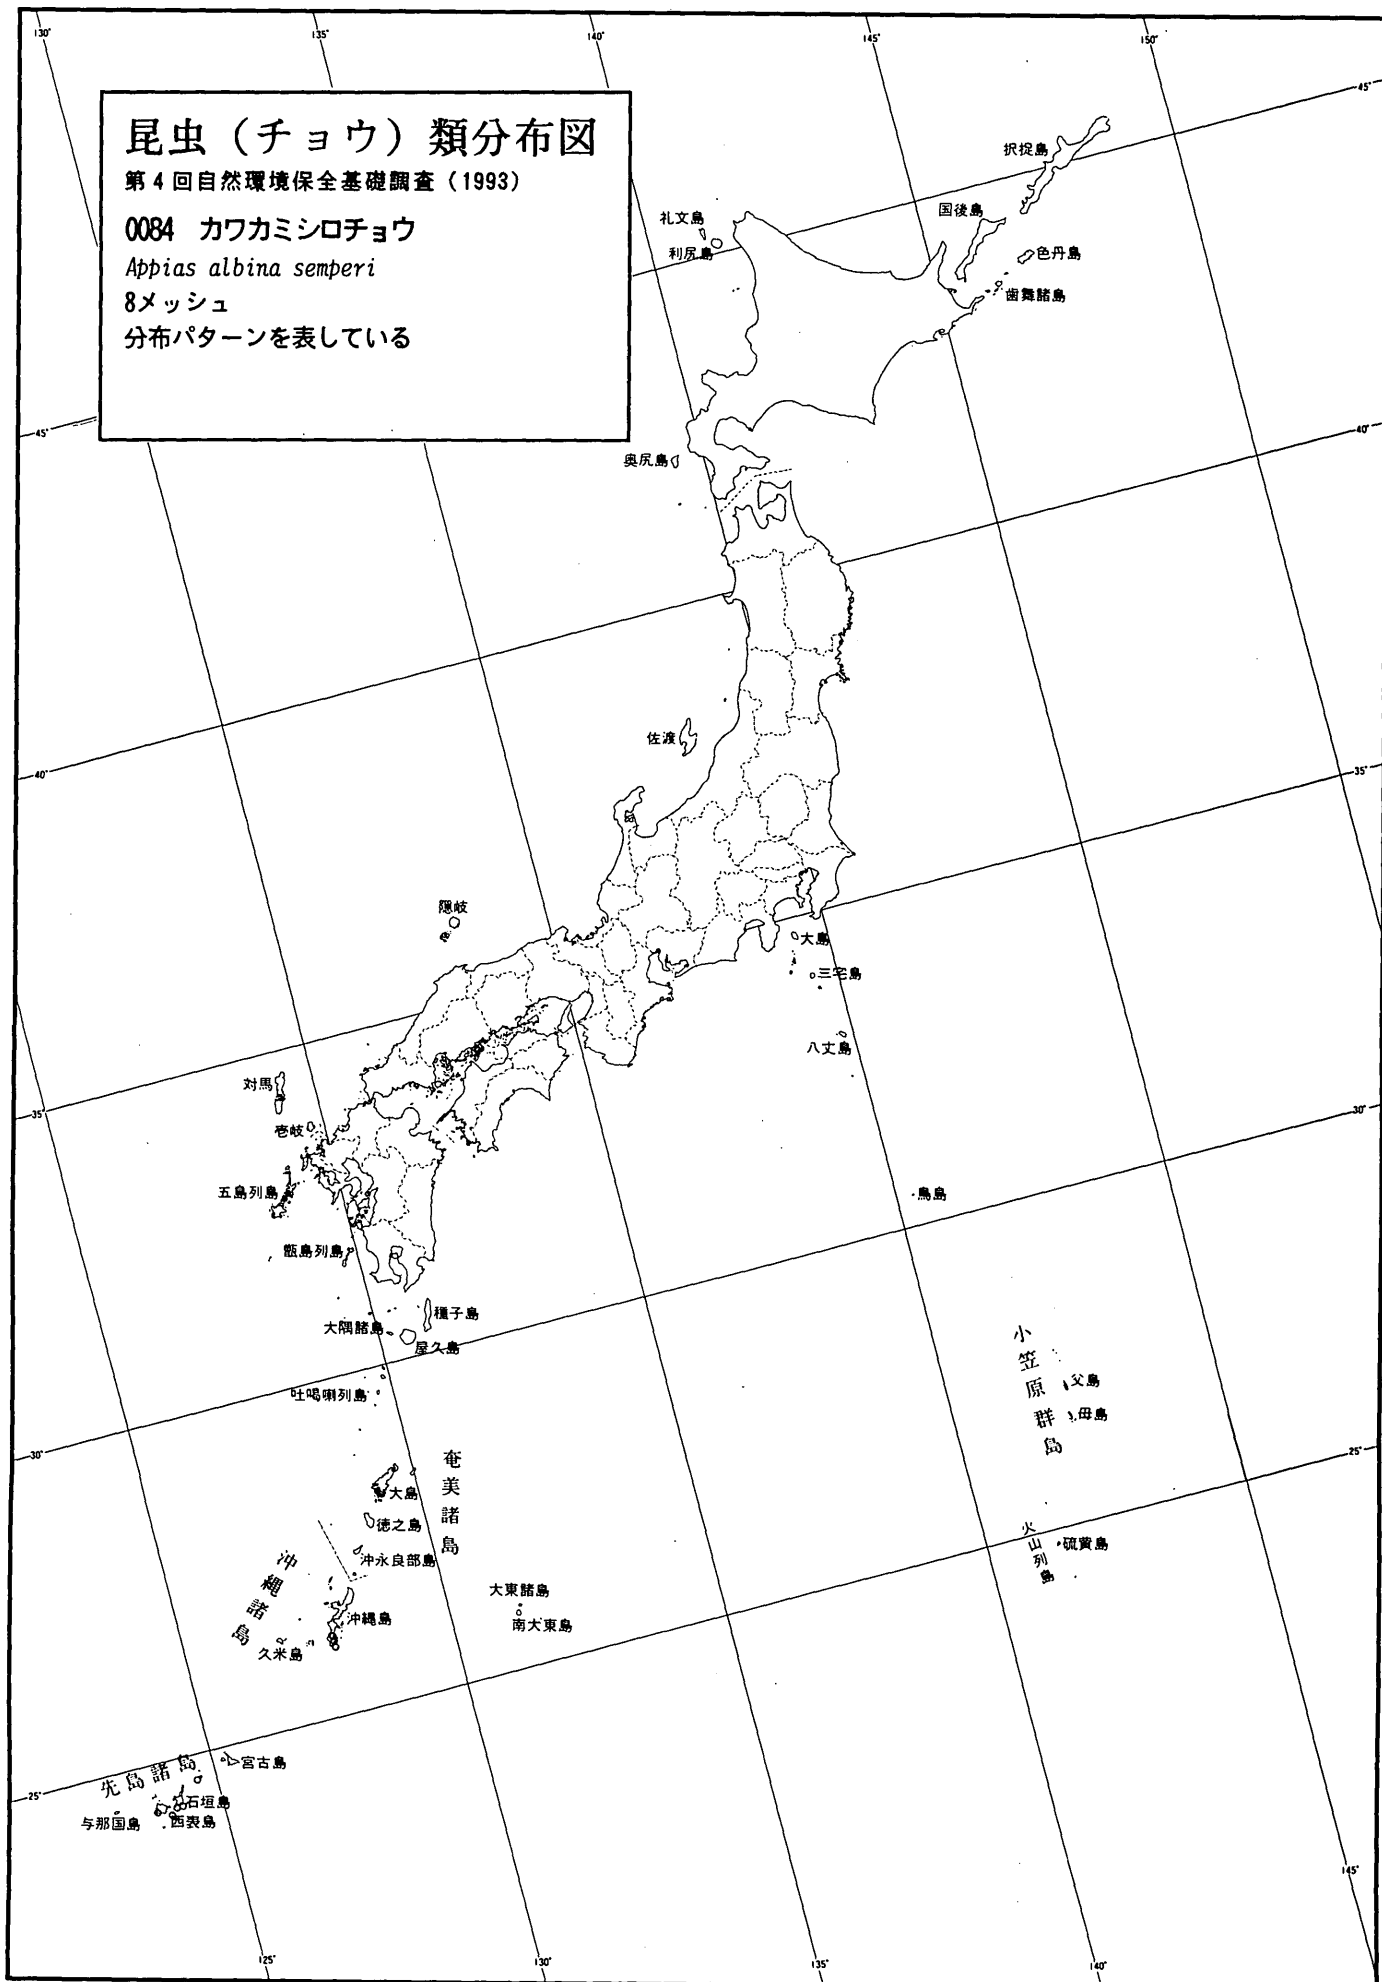 130°
135°
140°
145°
150°
昆虫（チョウ）類分布図
第4回自然環境保全基礎調査（1993）
0084 カワカミシロチョウ
Appias albina semperi
8メッシュ
分布パターンを表している
45°
択捉島
国後島
礼文島
利尻島
色丹島
歯舞諸島
45°
40°
奥尻島
佐渡
40°
35°
隠岐
大島
三宅島
八丈島
対馬
35°
壱岐
30°
五島列島
鳥島
甑島列島
種子島
大隅諸島
屋久島
小笠原群島
父島
母島
吐噶喇列島
30°
25°
奄美諸島
大島
徳之島
沖永良部島
火山列島
硫黄島
沖縄諸島
大東諸島
南大東島
沖縄島
久米島
先島諸島
宮古島
25°
石垣島
与那国島
西表島
145°
125°
130°
135°
140°